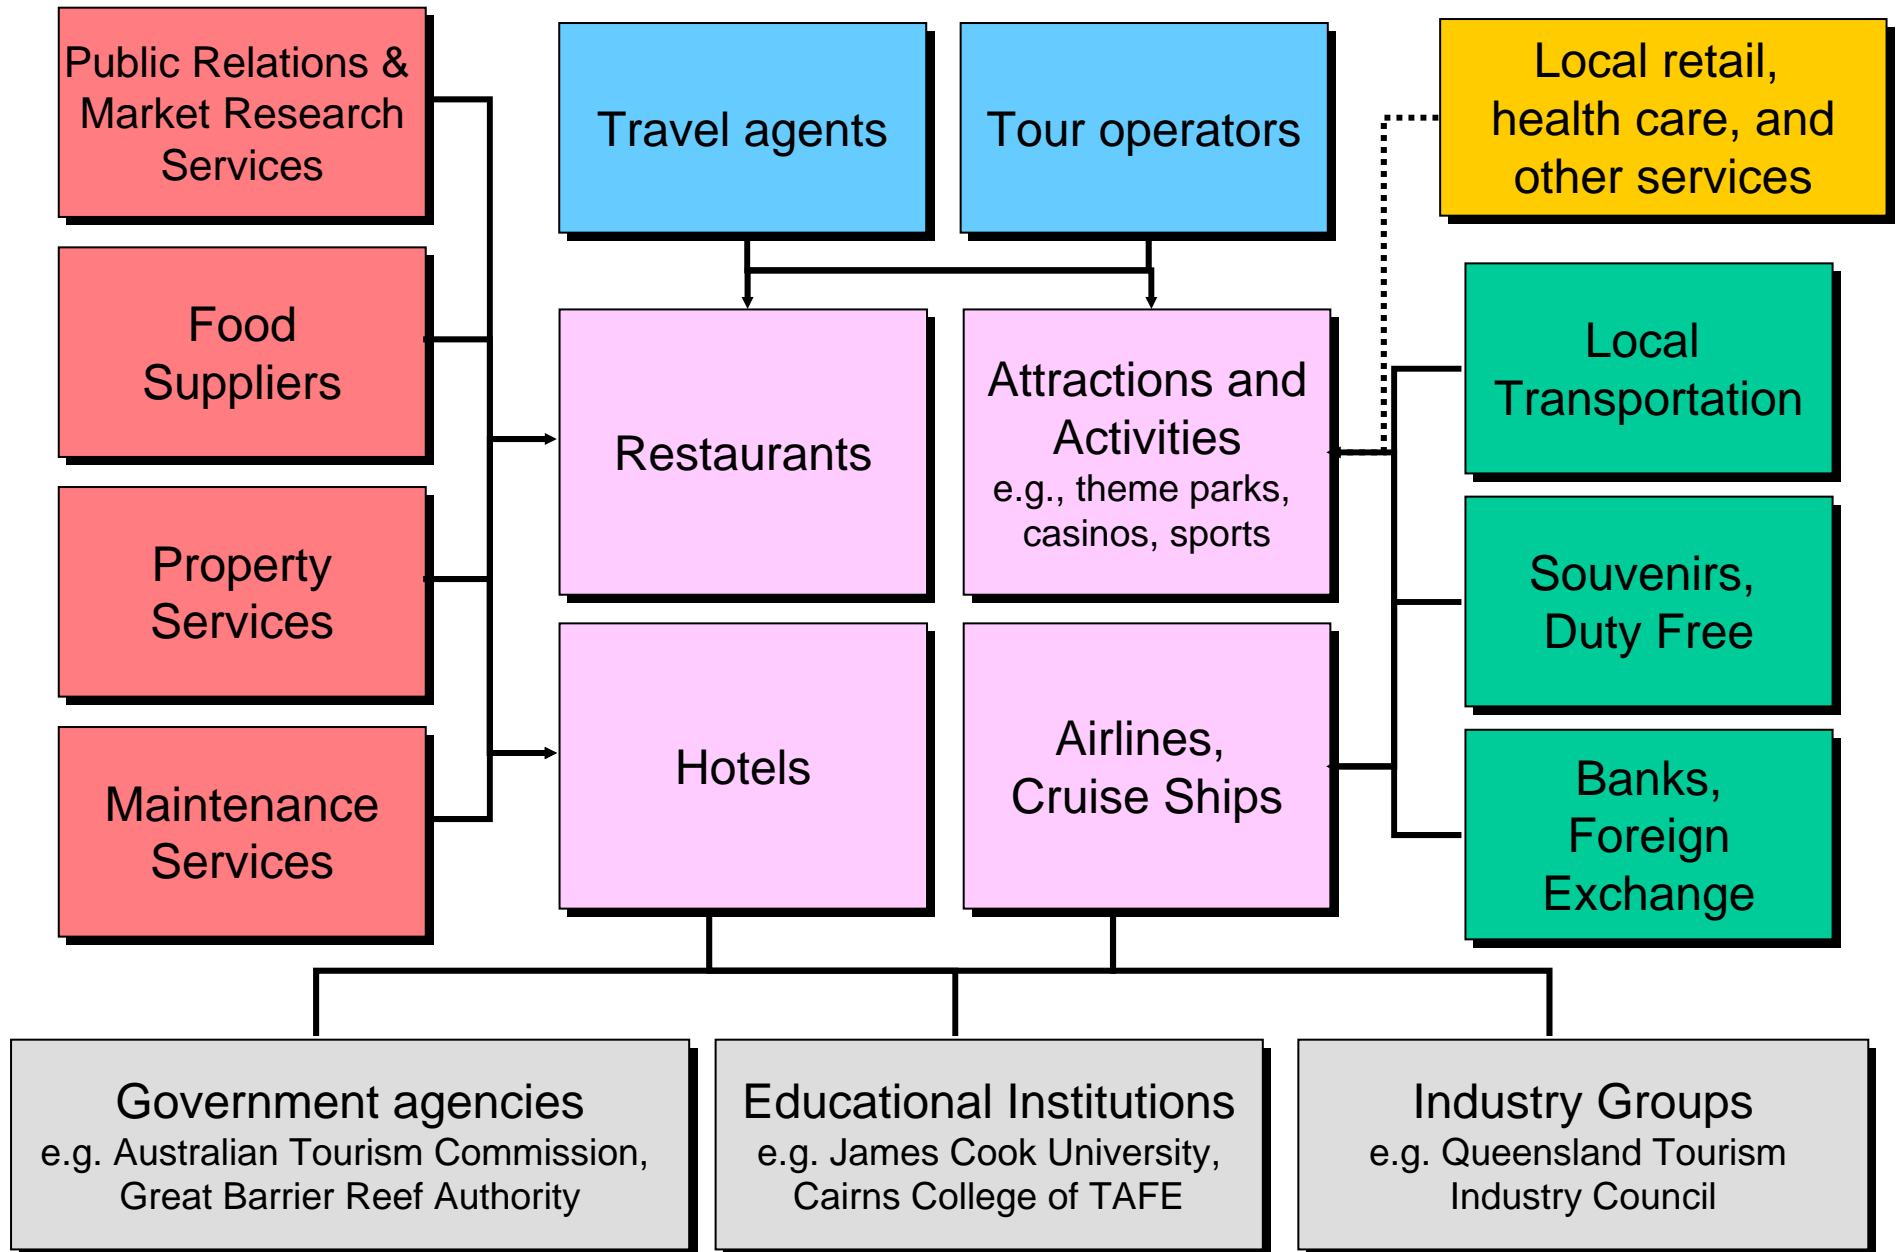 Public Relations &
Market Research
Services
Travel agents
Tour operators
Local retail,
health care, and
other services
Food
Suppliers
Property
Services
Maintenance
Services
Restaurants
Attractions and
Activities
e.g., theme parks,
casinos, sports
Hotels
Airlines,
Cruise Ships
Local
Transportation
Souvenirs,
Duty Free
Banks,
Foreign
Exchange
Government agencies
e.g. Australian Tourism Commission,
Great Barrier Reef Authority
Educational Institutions
e.g. James Cook University,
Cairns College of TAFE
Industry Groups
e.g. Queensland Tourism
Industry Council